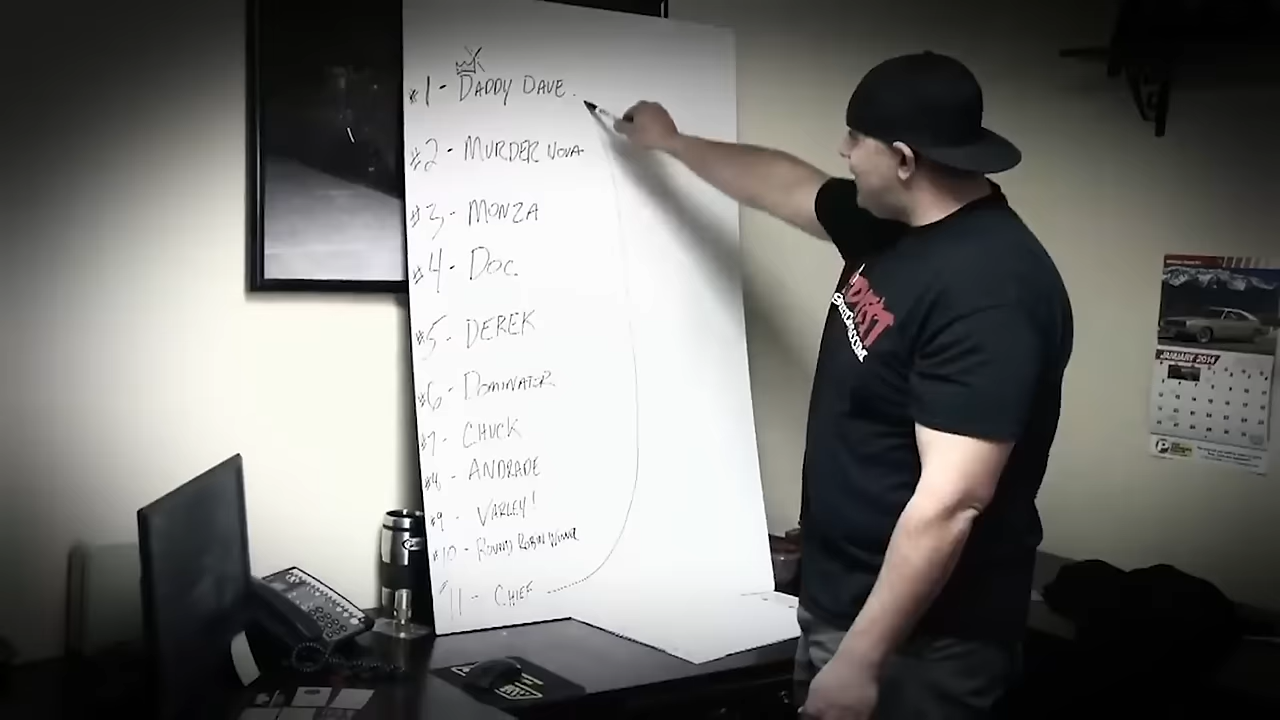 #1 - DADDY DAVE.
#2 - MURDER NOVA
#3 - MONZA
#4 - DOC
#5 - DEREK
#6 - DOMINATOR
#7 - CHUCK
#8 - ANDRADE
#9 - VARLEY!
#10 - ROUND ROBIN WINNER
11 - CHIEF
JANUARY 2014